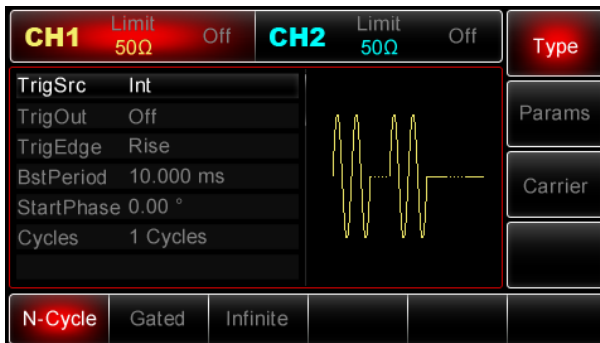 CH1 Limit 50Ω Off CH2 Limit 50Ω Off Type
TrigSrc Int
TrigOut Off
TrigEdge Rise
BstPeriod 10.000 ms
StartPhase 0.00 °
Cycles 1 Cycles
Params
Carrier
N-Cycle Gated Infinite